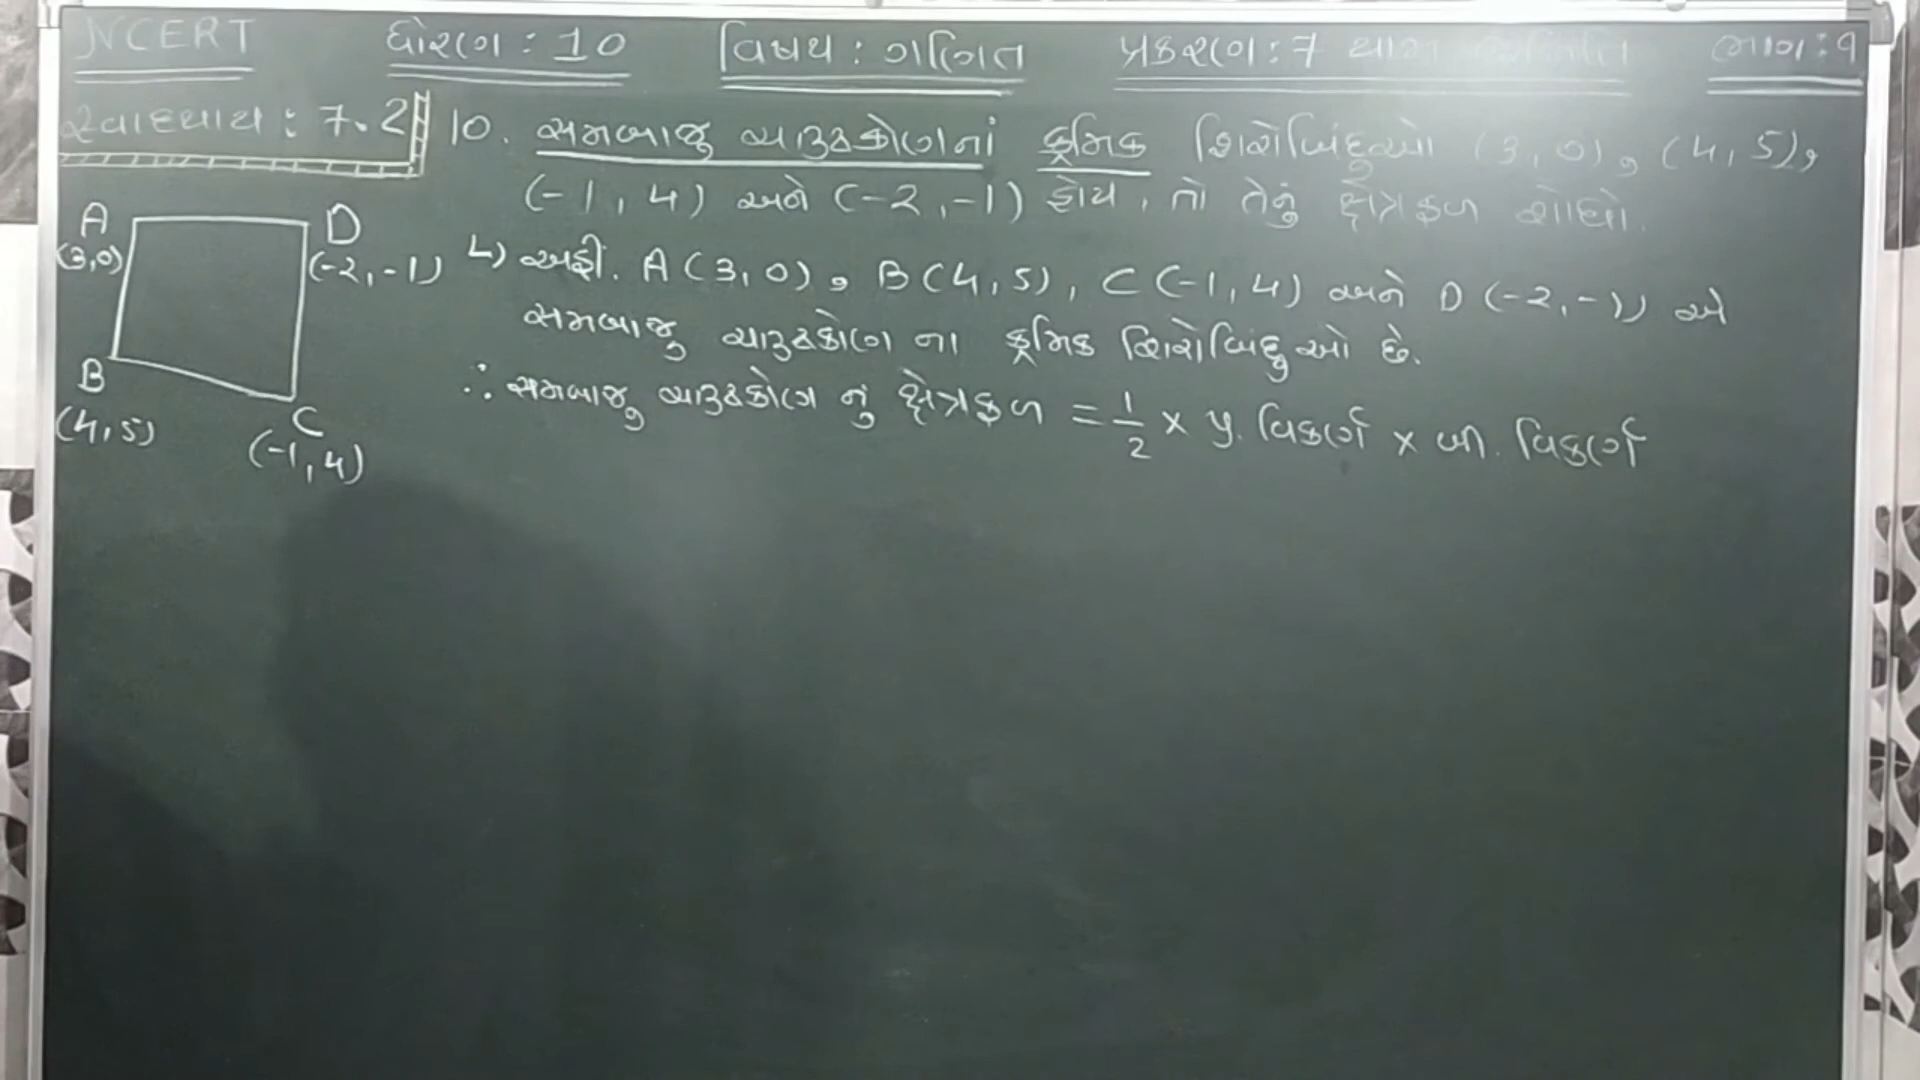 NCERT ધોરણ : 10 વિષય : ગણિત પ્રકરણ : 7 યામ ભાગ : 9
સ્વાધ્યાય : 7.2
10. સમબાજુ ચતુષ્કોણનાં ક્રમિક શિરોબિંદુઓ (3, 0), (4, 5),
(-1, 4) અને (-2, -1) હોય, તો તેનું ક્ષેત્રફળ શોધો.
A
(3,0)
D
(-2, -1)
B
(4, 5)
C
(-1, 4)
અહીં. A (3, 0), B (4, 5), C (-1, 4) અને D (-2, -1) એ
સમબાજુ ચતુષ્કોણ ના ક્રમિક શિરોબિંદુઓ છે.
∴ સમબાજુ ચતુષ્કોણ નું ક્ષેત્રફળ = 1/2 × પ્ર. વિકર્ણ × બી. વિકર્ણ